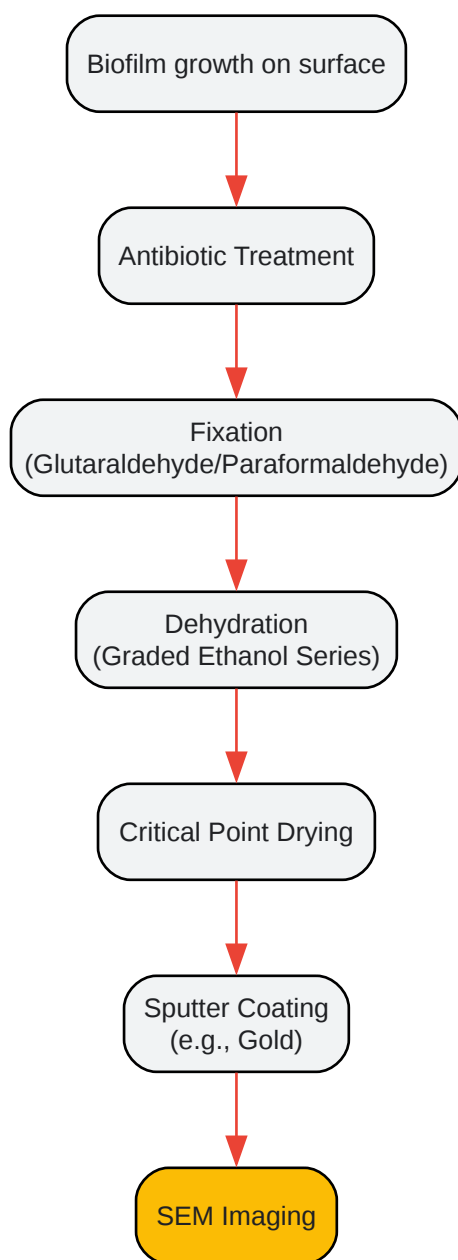 Biofilm growth on surface
Antibiotic Treatment
Fixation
(Glutaraldehyde/Paraformaldehyde)
Dehydration
(Graded Ethanol Series)
Critical Point Drying
Sputter Coating
(e.g., Gold)
SEM Imaging